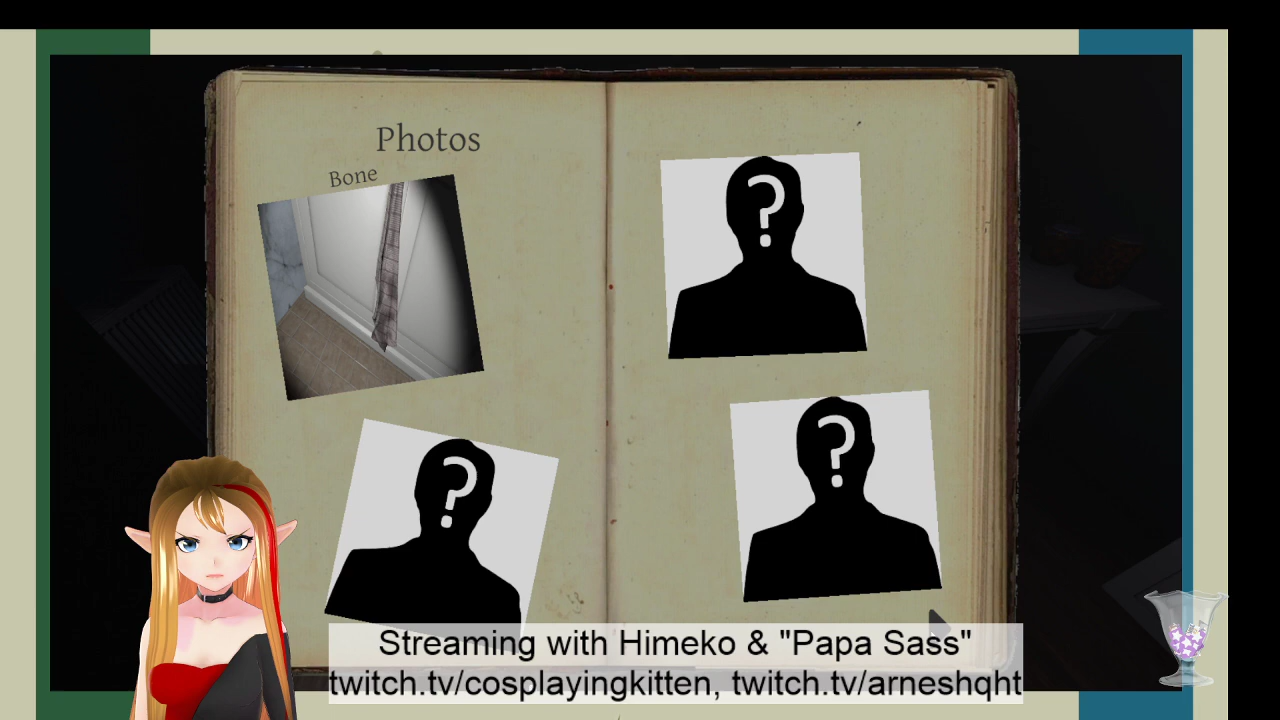 Photos
Bone
?
?
?
Streaming with Himeko & "Papa Sass"
twitch.tv/cosplayingkitten, twitch.tv/arneshqht